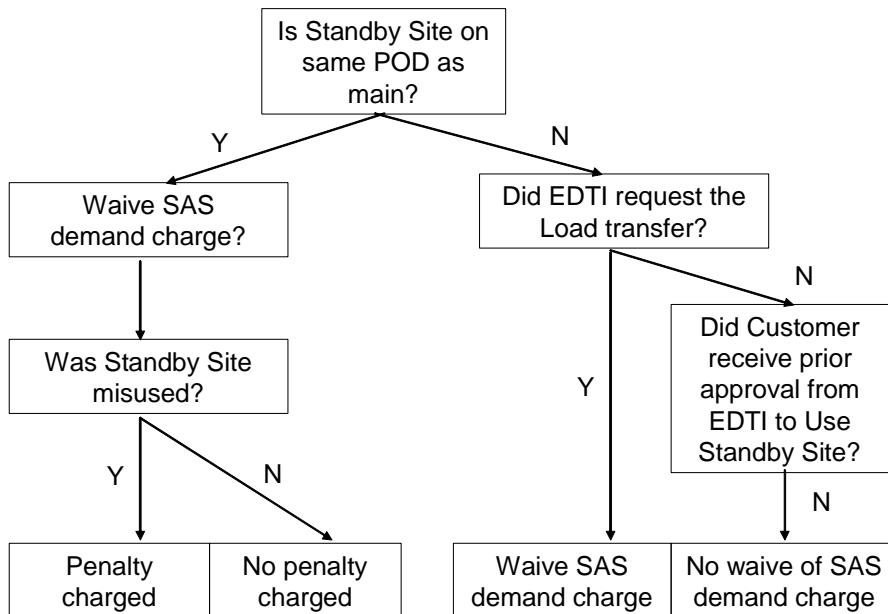 Is Standby Site on
same POD as
main?
Y
N
Waive SAS
demand charge?
Did EDTI request the
Load transfer?
N
Was Standby Site
misused?
Did Customer
receive prior
approval from
EDTI to Use
Standby Site?
Y
Y
N
N
Penalty
charged
No penalty
charged
Waive SAS
demand charge
No waive of SAS
demand charge